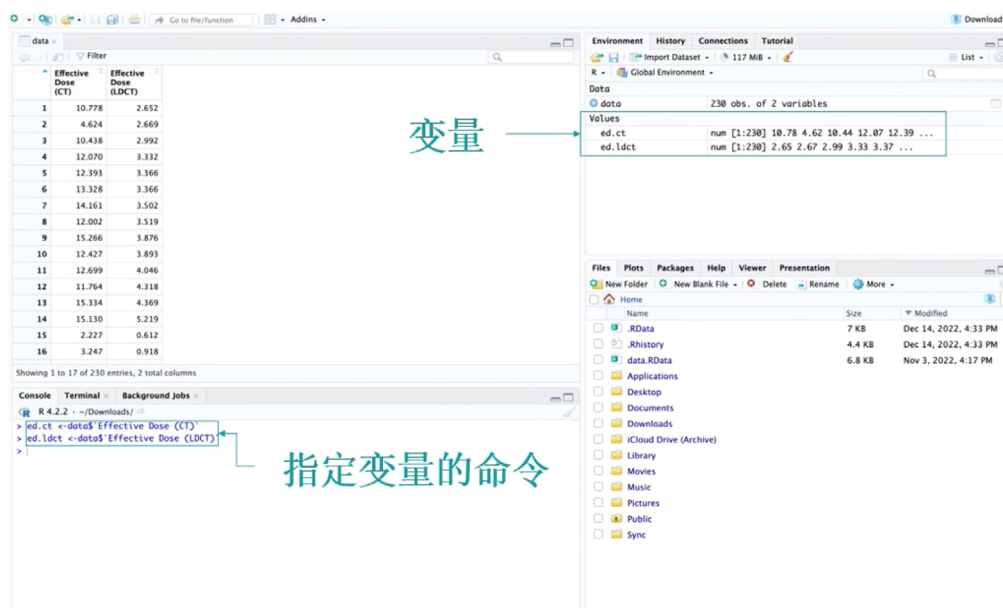 Go to file/function
Addins
Download
data
Filter
Effective Dose (CT)
Effective Dose (LDCT)
1 10.778 2.652
2 4.624 2.669
3 10.438 2.992
4 12.070 3.332
5 12.393 3.366
6 13.328 3.366
7 14.161 3.502
8 12.002 3.519
9 15.266 3.876
10 12.427 3.893
11 12.699 4.046
12 11.764 4.318
13 15.334 4.369
14 15.130 5.219
15 2.227 0.612
16 3.247 0.918
Showing 1 to 17 of 230 entries, 2 total columns
Console Terminal Background Jobs
R 4.2.2 · ~/Downloads/
> ed.ct <-data$`Effective Dose (CT)`
> ed.ldct <-data$`Effective Dose (LDCT)`
>
指定变量的命令
变量
Environment History Connections Tutorial
Import Dataset 117 MiB List
R Global Environment
Data
data 230 obs. of 2 variables
Values
ed.ct num [1:230] 10.78 4.62 10.44 12.07 12.39 ...
ed.ldct num [1:230] 2.65 2.67 2.99 3.33 3.37 ...
Files Plots Packages Help Viewer Presentation
New Folder New Blank File Delete Rename More
Home
Name Size Modified
.RData 7 KB Dec 14, 2022, 4:33 PM
.Rhistory 4.4 KB Dec 14, 2022, 4:33 PM
data.RData 6.8 KB Nov 3, 2022, 4:17 PM
Applications
Desktop
Documents
Downloads
iCloud Drive (Archive)
Library
Movies
Music
Pictures
Public
Sync